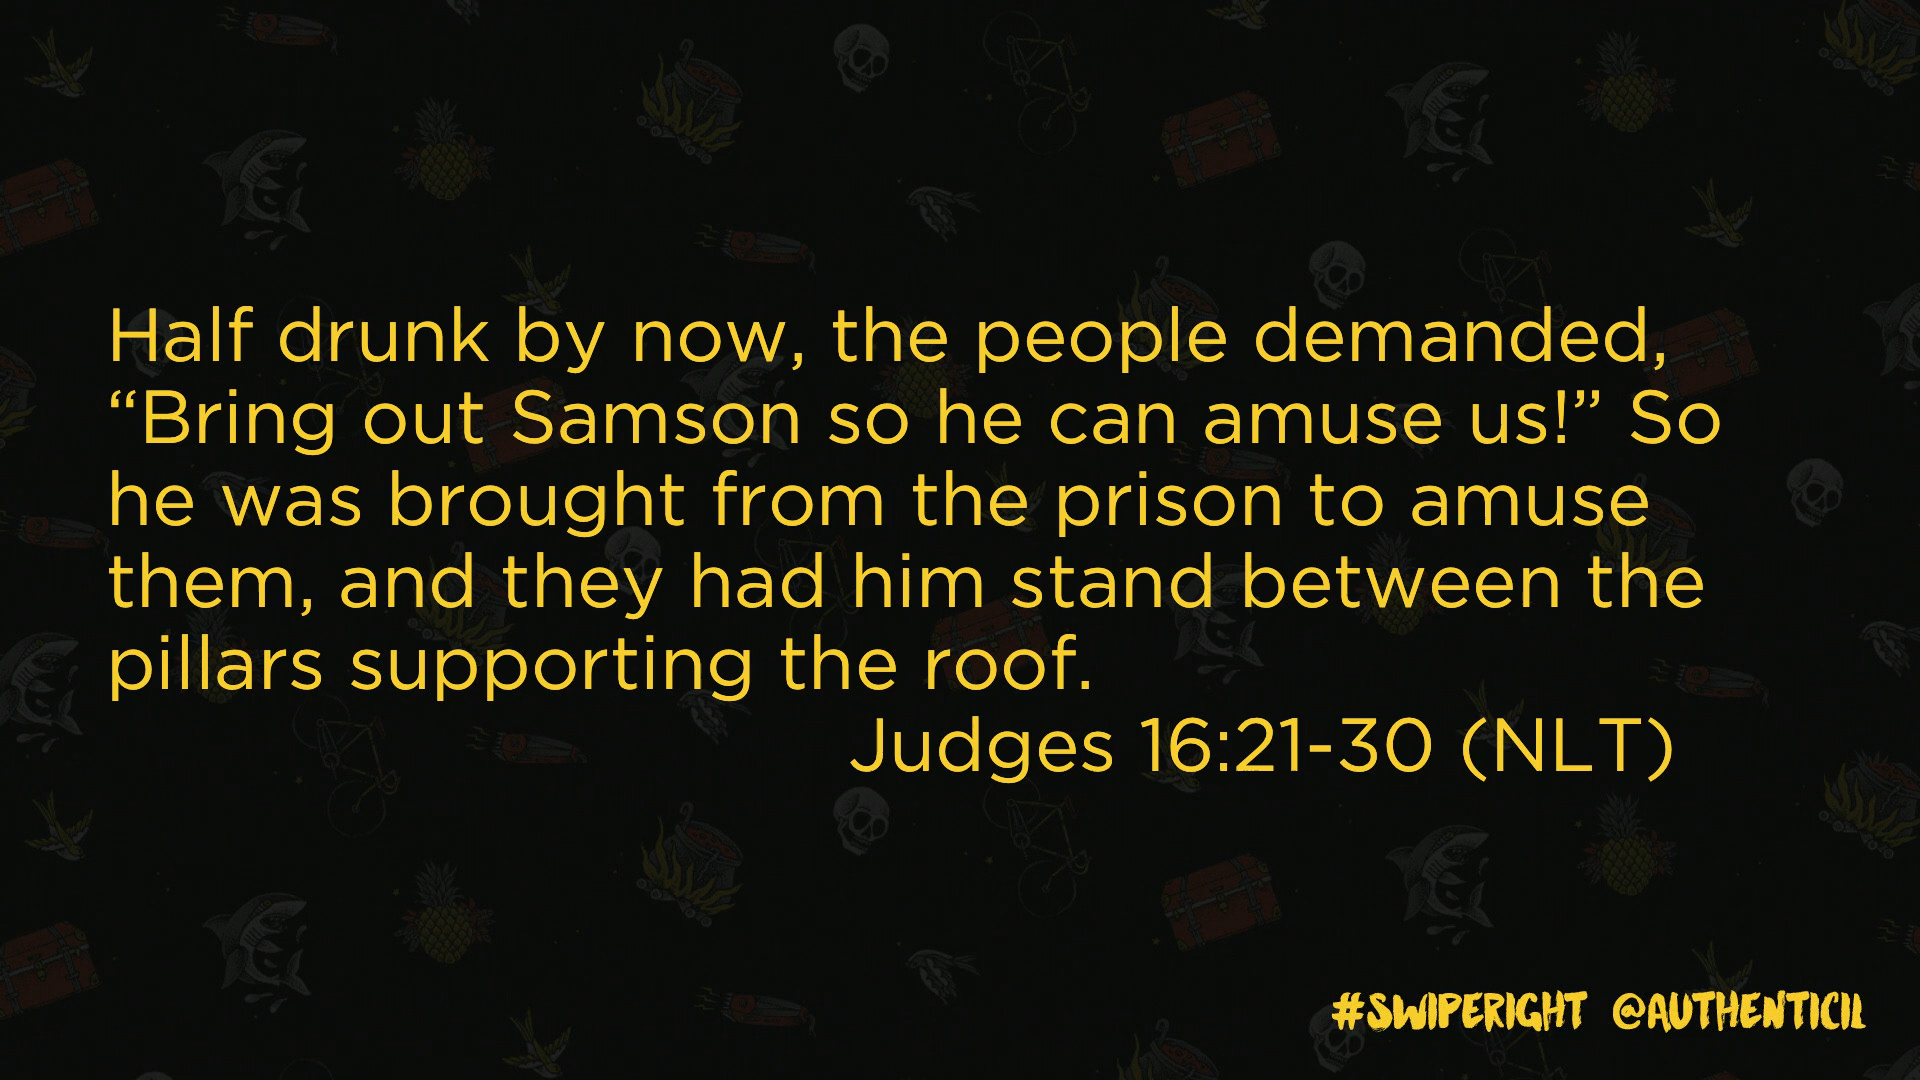 Half drunk by now, the people demanded,
“Bring out Samson so he can amuse us!” So
he was brought from the prison to amuse
them, and they had him stand between the
pillars supporting the roof.
Judges 16:21-30 (NLT)
#SWIPERIGHT @AUTHENTICIL